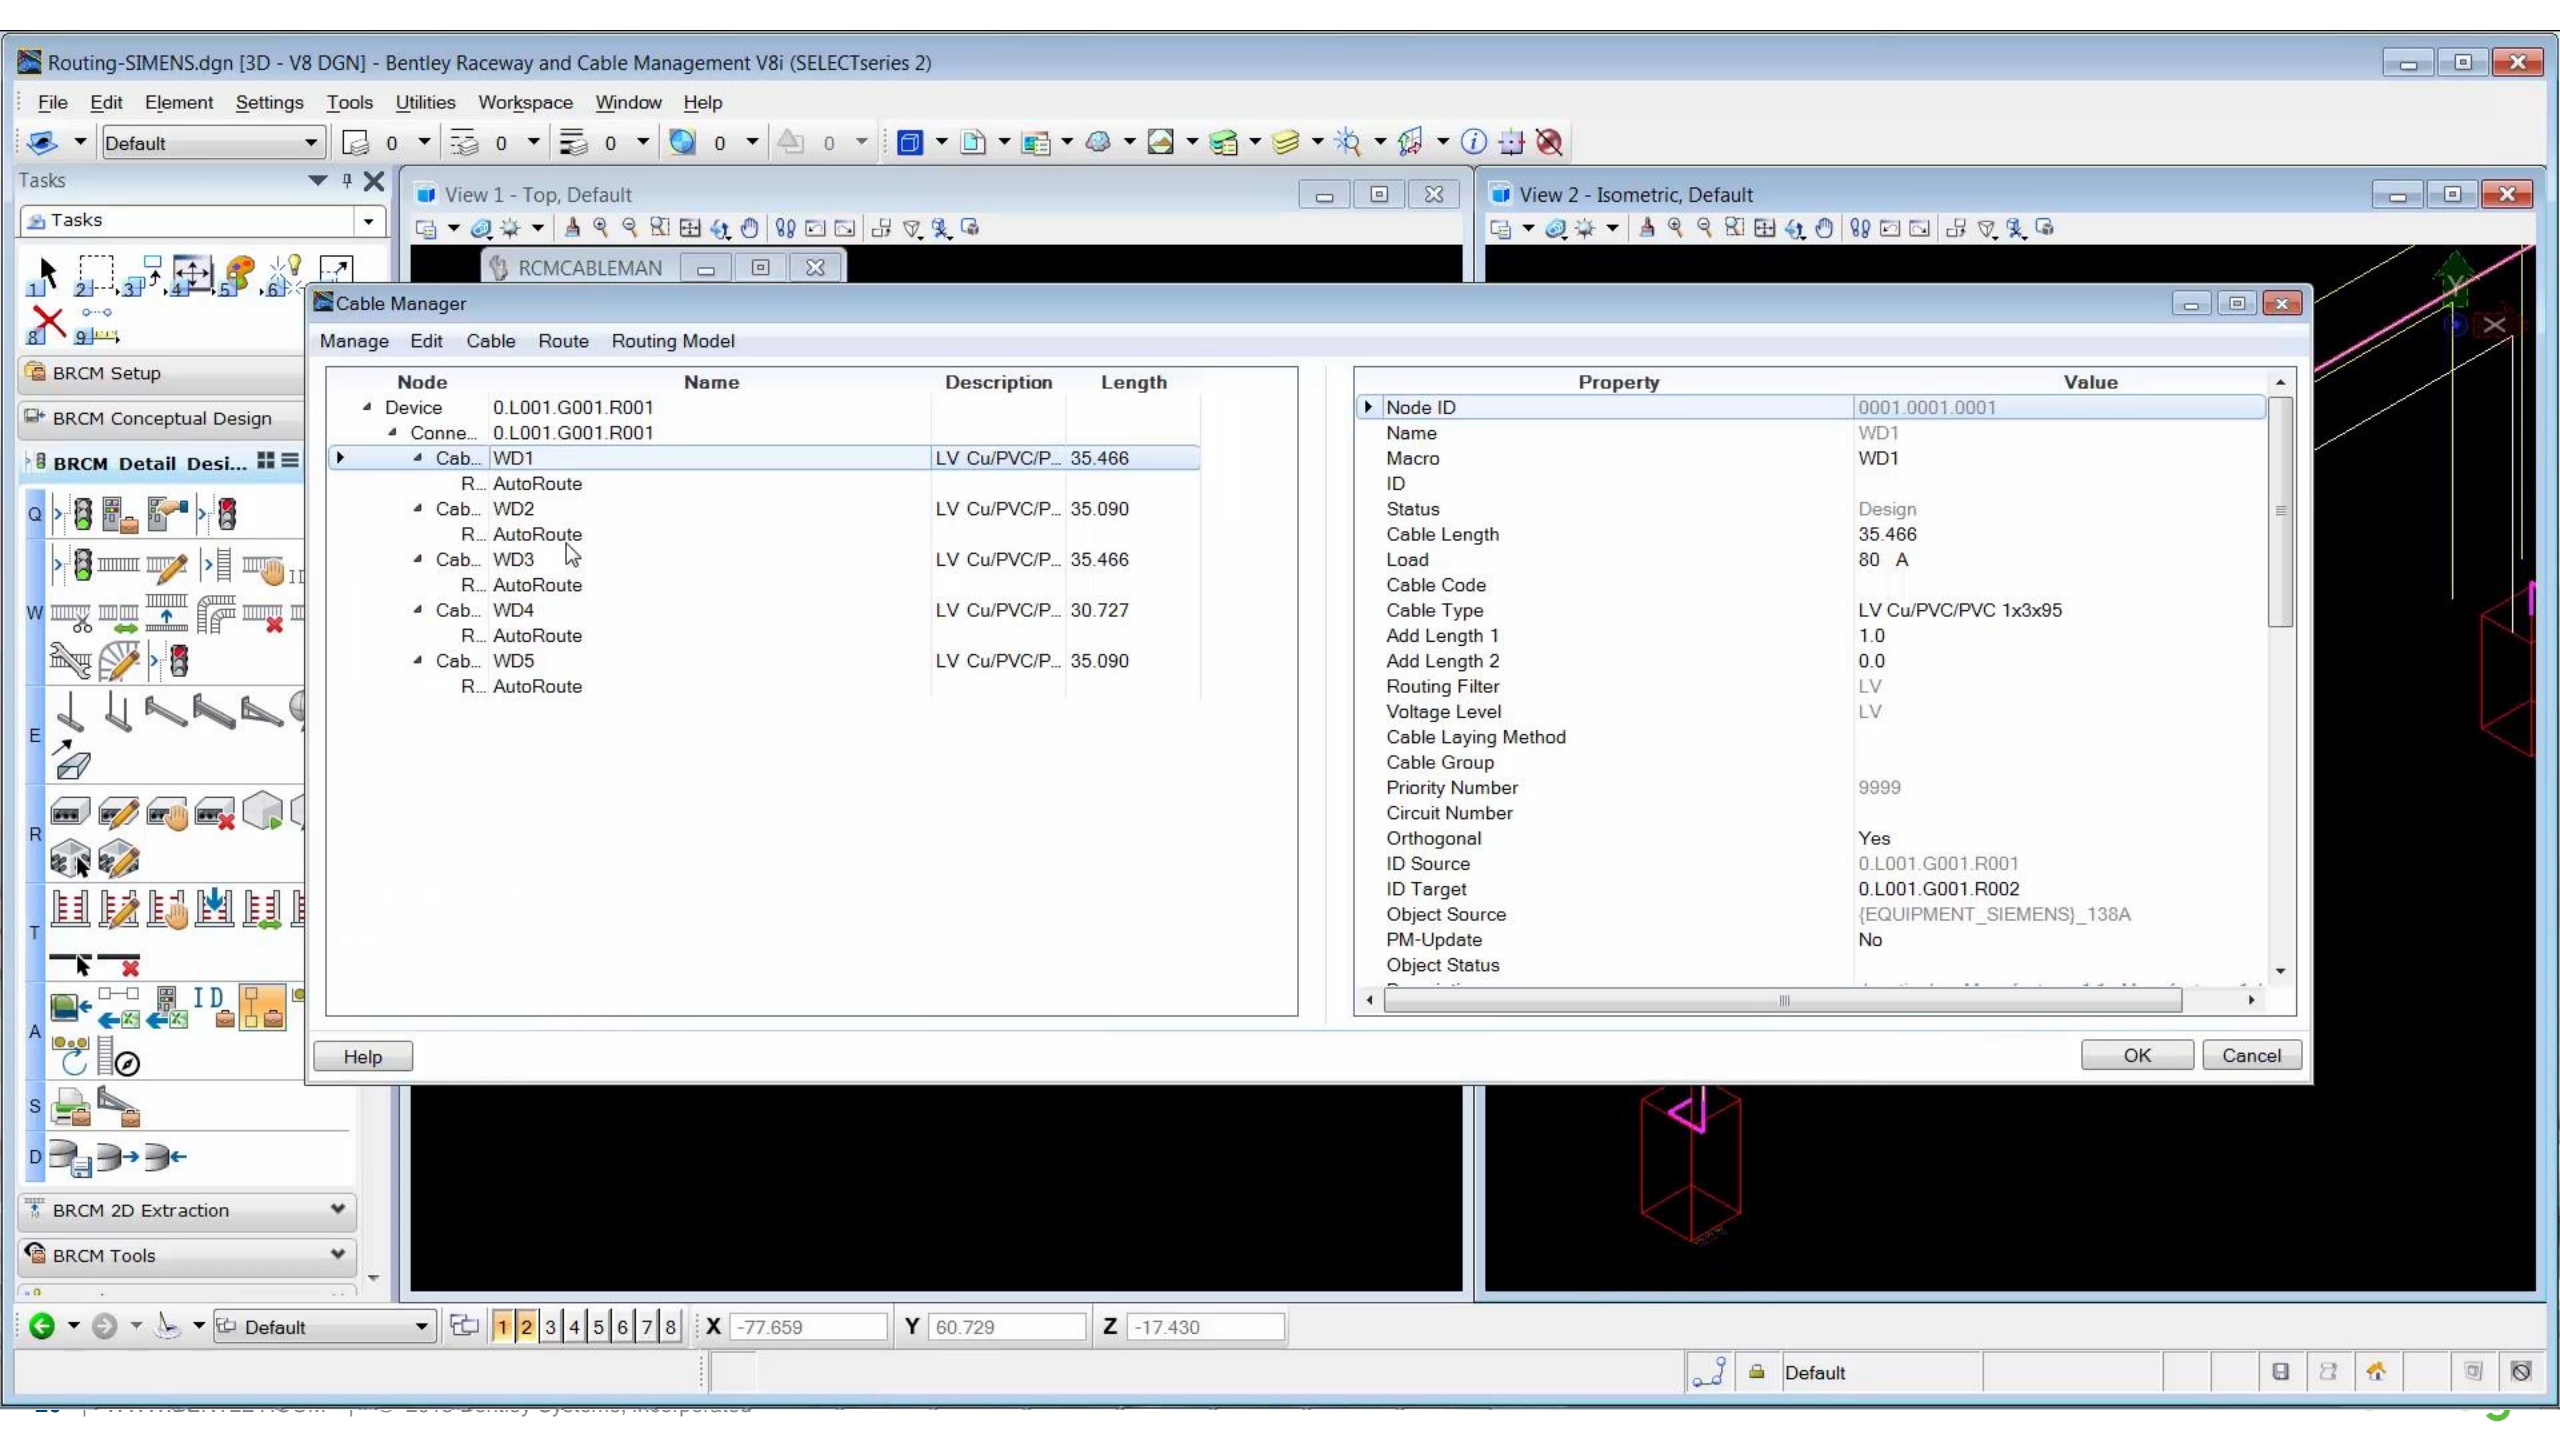 Routing-SIMENS.dgn [3D - V8 DGN] - Bentley Raceway and Cable Management V8i (SELECTseries 2)
File Edit Element Settings Tools Utilities Workspace Window Help
Default 0 0 0 0 0
Tasks
Tasks
1 2 3 4 5 6
8 9
BRCM Setup
BRCM Conceptual Design
BRCM Detail Desi...
Q
W
E
R
T
A
ID
S
D
BRCM 2D Extraction
BRCM Tools
View 1 - Top, Default
View 2 - Isometric, Default
RCMCABLEMAN
Y
X
Cable Manager
Manage Edit Cable Route Routing Model
Node Name Description Length
Device 0.L001.G001.R001
Conne... 0.L001.G001.R001
Cab... WD1 LV Cu/PVC/P... 35.466
R... AutoRoute
Cab... WD2 LV Cu/PVC/P... 35.090
R... AutoRoute
Cab... WD3 LV Cu/PVC/P... 35.466
R... AutoRoute
Cab... WD4 LV Cu/PVC/P... 30.727
R... AutoRoute
Cab... WD5 LV Cu/PVC/P... 35.090
R... AutoRoute
Property Value
Node ID 0001.0001.0001
Name WD1
Macro WD1
ID
Status Design
Cable Length 35.466
Load 80 A
Cable Code
Cable Type LV Cu/PVC/PVC 1x3x95
Add Length 1 1.0
Add Length 2 0.0
Routing Filter LV
Voltage Level LV
Cable Laying Method
Cable Group
Priority Number 9999
Circuit Number
Orthogonal Yes
ID Source 0.L001.G001.R001
ID Target 0.L001.G001.R002
Object Source {EQUIPMENT_SIEMENS}_138A
PM-Update No
Object Status
Help OK Cancel
Default 1 2 3 4 5 6 7 8 X -77.659 Y 60.729 Z -17.430
Default